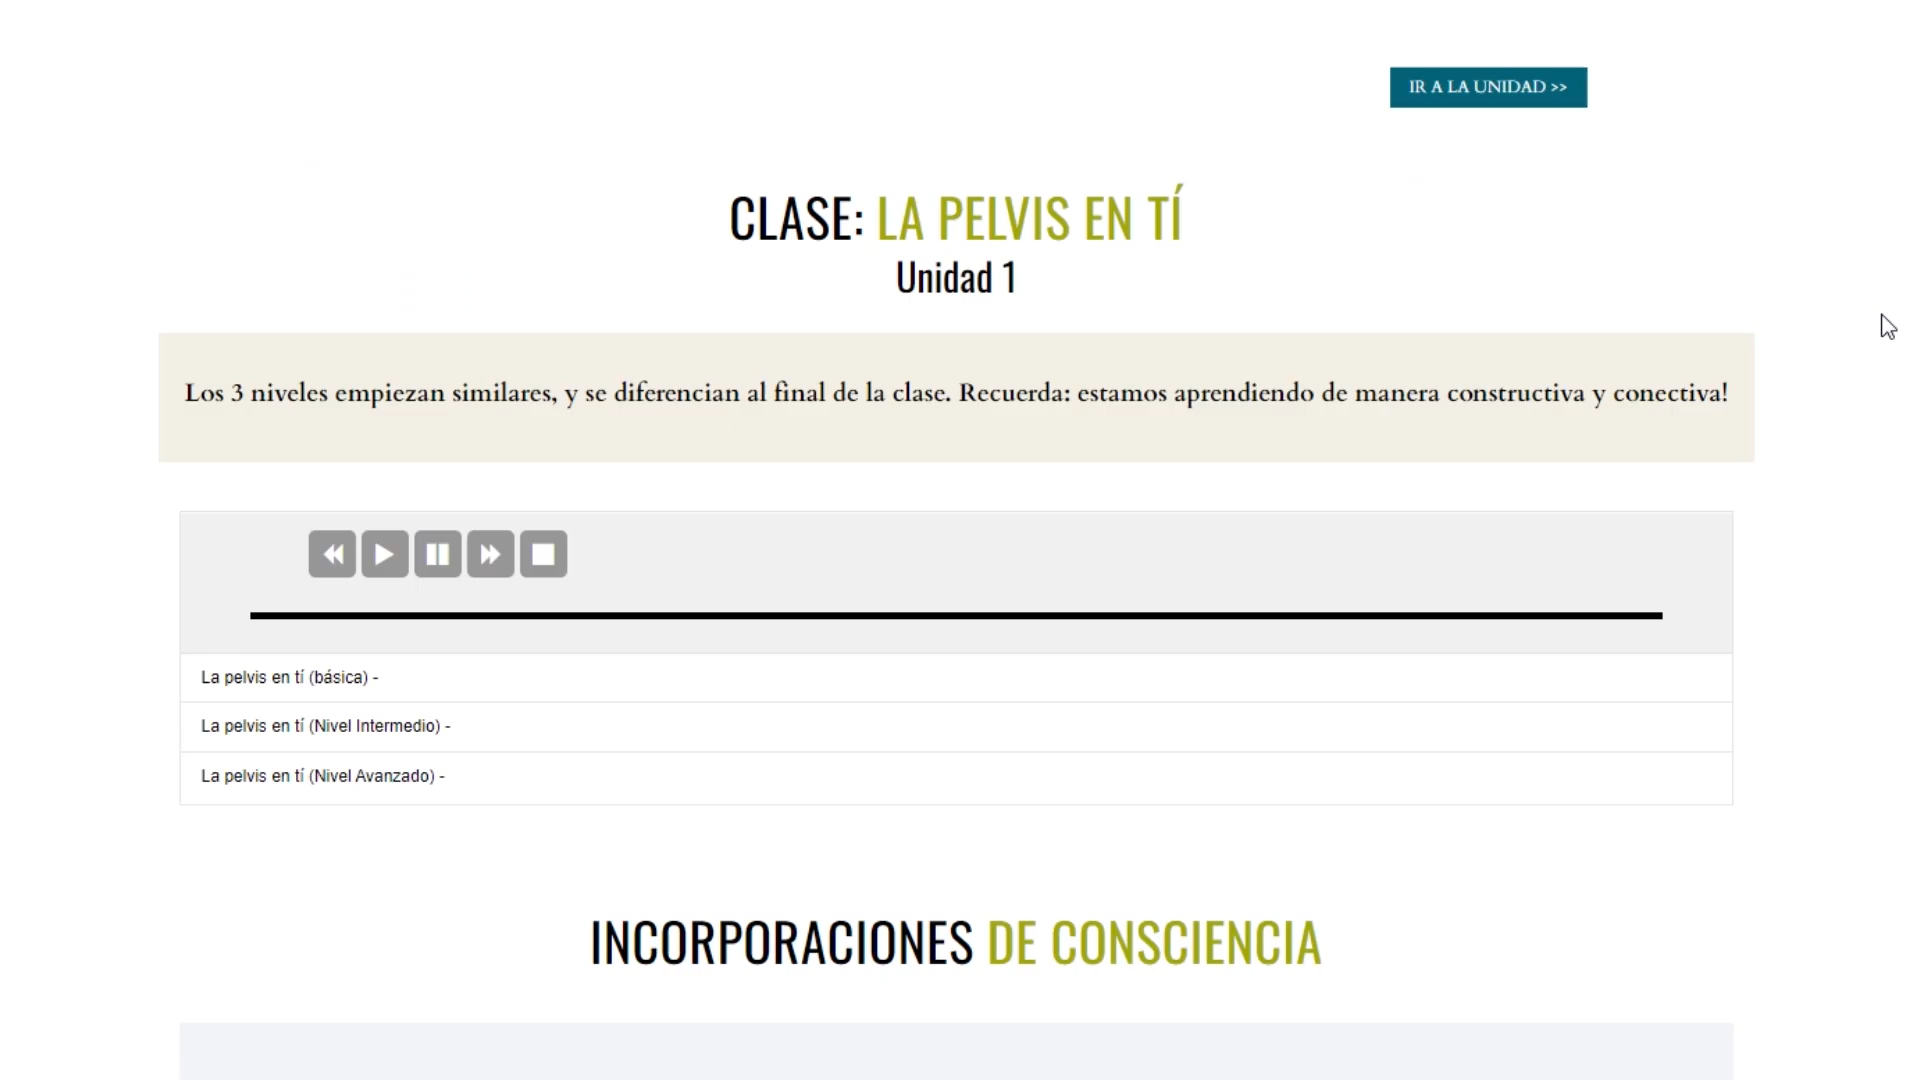 IR A LA UNIDAD >>
CLASE: LA PELVIS EN TÍ
Unidad 1
Los 3 niveles empiezan similares, y se diferencian al final de la clase. Recuerda: estamos aprendiendo de manera constructiva y conectiva!
La pelvis en tí (básica) -
La pelvis en tí (Nivel Intermedio) -
La pelvis en tí (Nivel Avanzado) -
INCORPORACIONES DE CONSCIENCIA